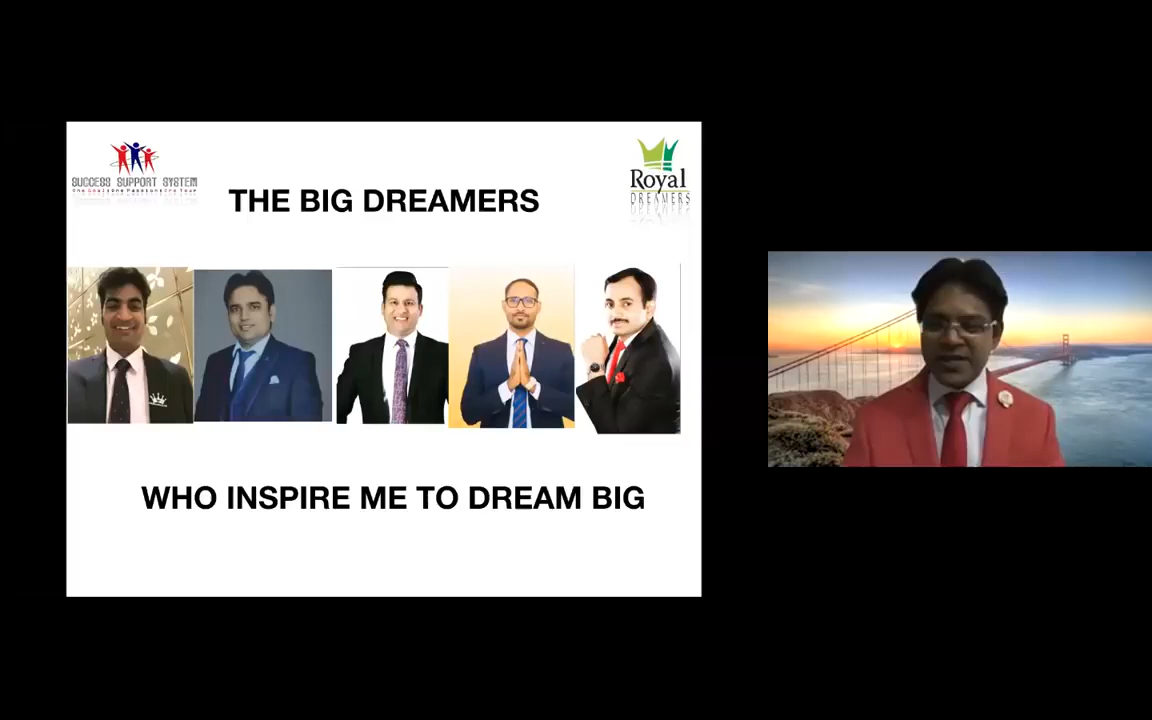 SUCCESS SUPPORT SYSTEM
THE BIG DREAMERS
Royal
DREAMERS
WHO INSPIRE ME TO DREAM BIG